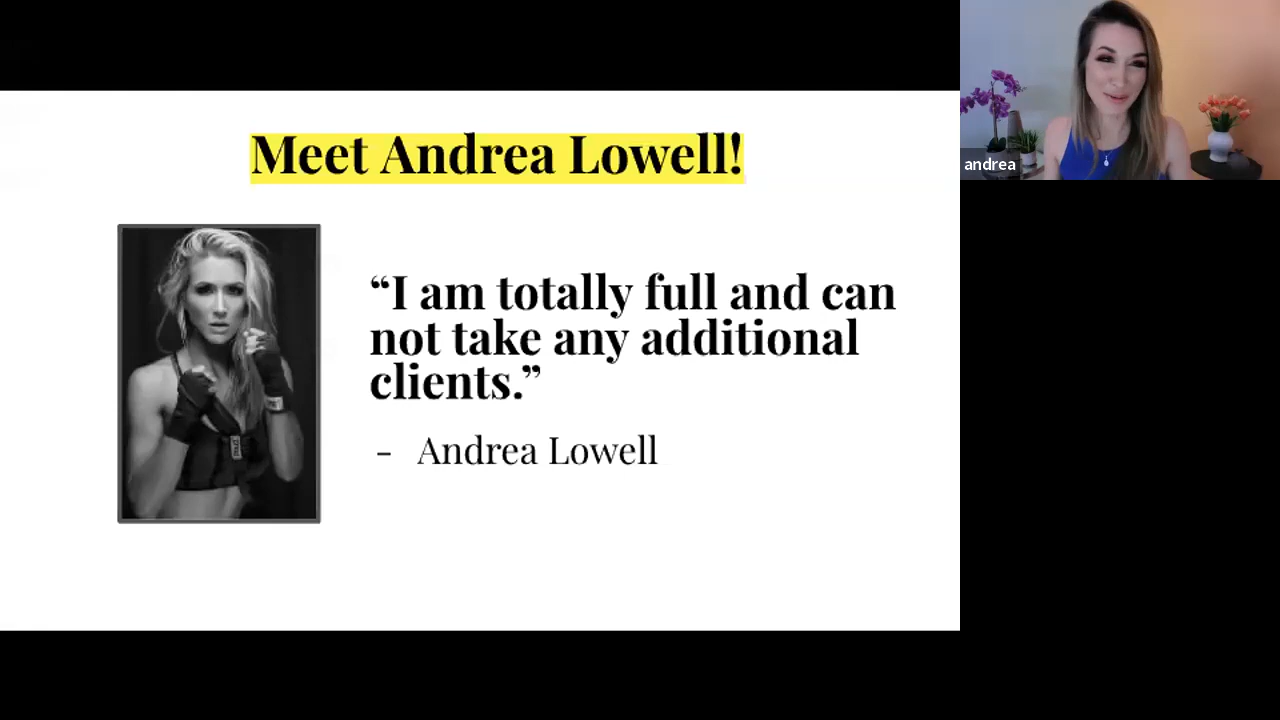 Meet Andrea Lowell!
“I am totally full and can
not take any additional
clients.”
- Andrea Lowell
andrea